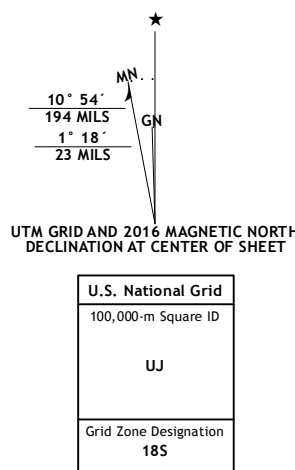 ★
MN
GN
10° 54´
194 MILS
1° 18´
23 MILS
UTM GRID AND 2016 MAGNETIC NORTH
DECLINATION AT CENTER OF SHEET
U.S. National Grid
100,000-m Square ID
UJ
Grid Zone Designation
18S